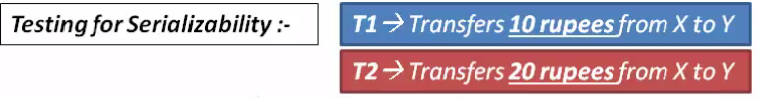 Testing for Serializability :-
T1 → Transfers 10 rupees from X to Y
T2 → Transfers 20 rupees from X to Y